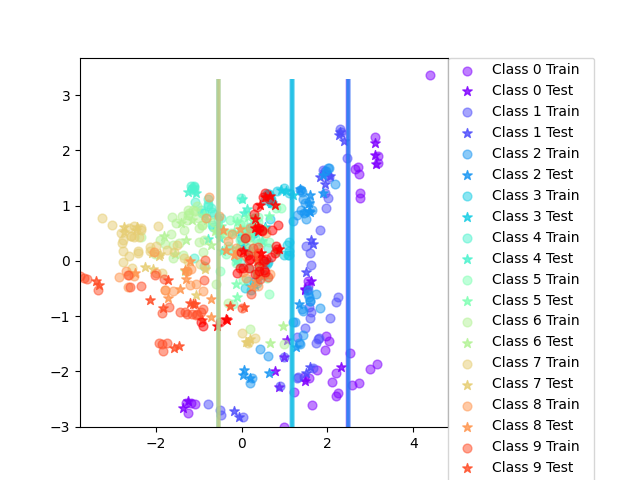 3
2
1
0
−1
−2
−3
−2
0
2
4
Class 0 Train
Class 0 Test
Class 1 Train
Class 1 Test
Class 2 Train
Class 2 Test
Class 3 Train
Class 3 Test
Class 4 Train
Class 4 Test
Class 5 Train
Class 5 Test
Class 6 Train
Class 6 Test
Class 7 Train
Class 7 Test
Class 8 Train
Class 8 Test
Class 9 Train
Class 9 Test